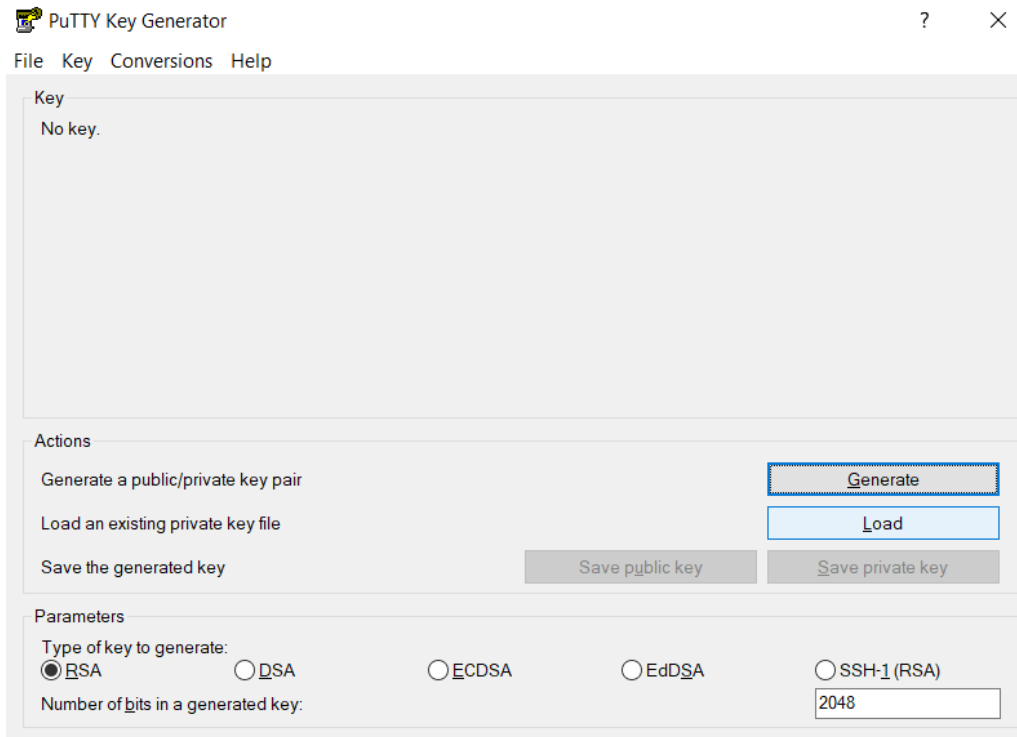 PuTTY Key Generator ?
File Key Conversions Help
Key
No key.
Actions
Generate a public/private key pair Generate
Load an existing private key file Load
Save the generated key Save public key Save private key
Parameters
Type of key to generate:
RSA DSA ECDSA EdDSA SSH-1 (RSA)
Number of bits in a generated key: 2048